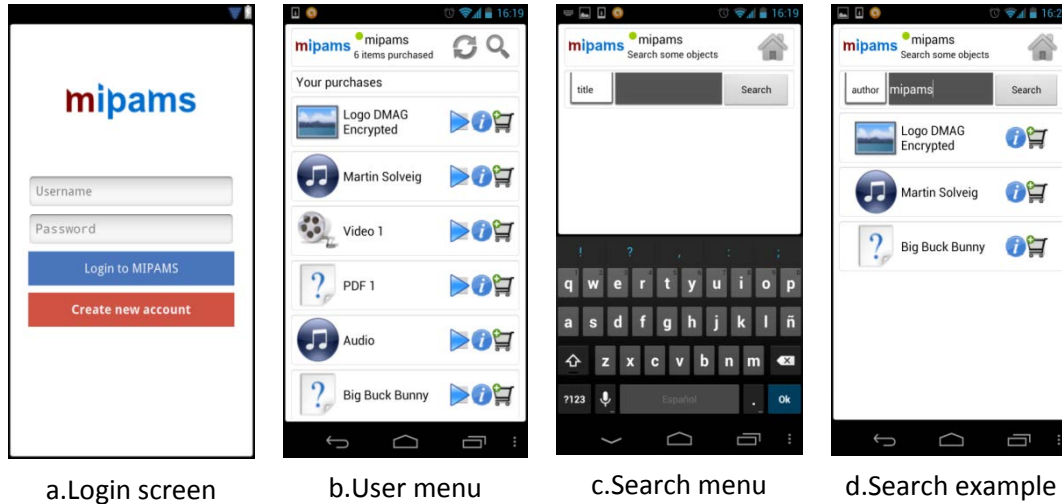 mipams
Username
Password
Login to MIPAMS
Create new account
a.Login screen
16:19
mipams
mipams
6 items purchased
Your purchases
Logo DMAG
Encrypted
Martin Solveig
Video 1
PDF 1
Audio
Big Buck Bunny
b.User menu
16:19
mipams
mipams
Search some objects
title
Search
! ? , : ;
q w e r t y u i o p
a s d f g h j k l ñ
z x c v b n m
?123
Español
.
Ok
c.Search menu
mipams
mipams
Search some objects
author
mipams
Search
Logo DMAG
Encrypted
Martin Solveig
Big Buck Bunny
d.Search example